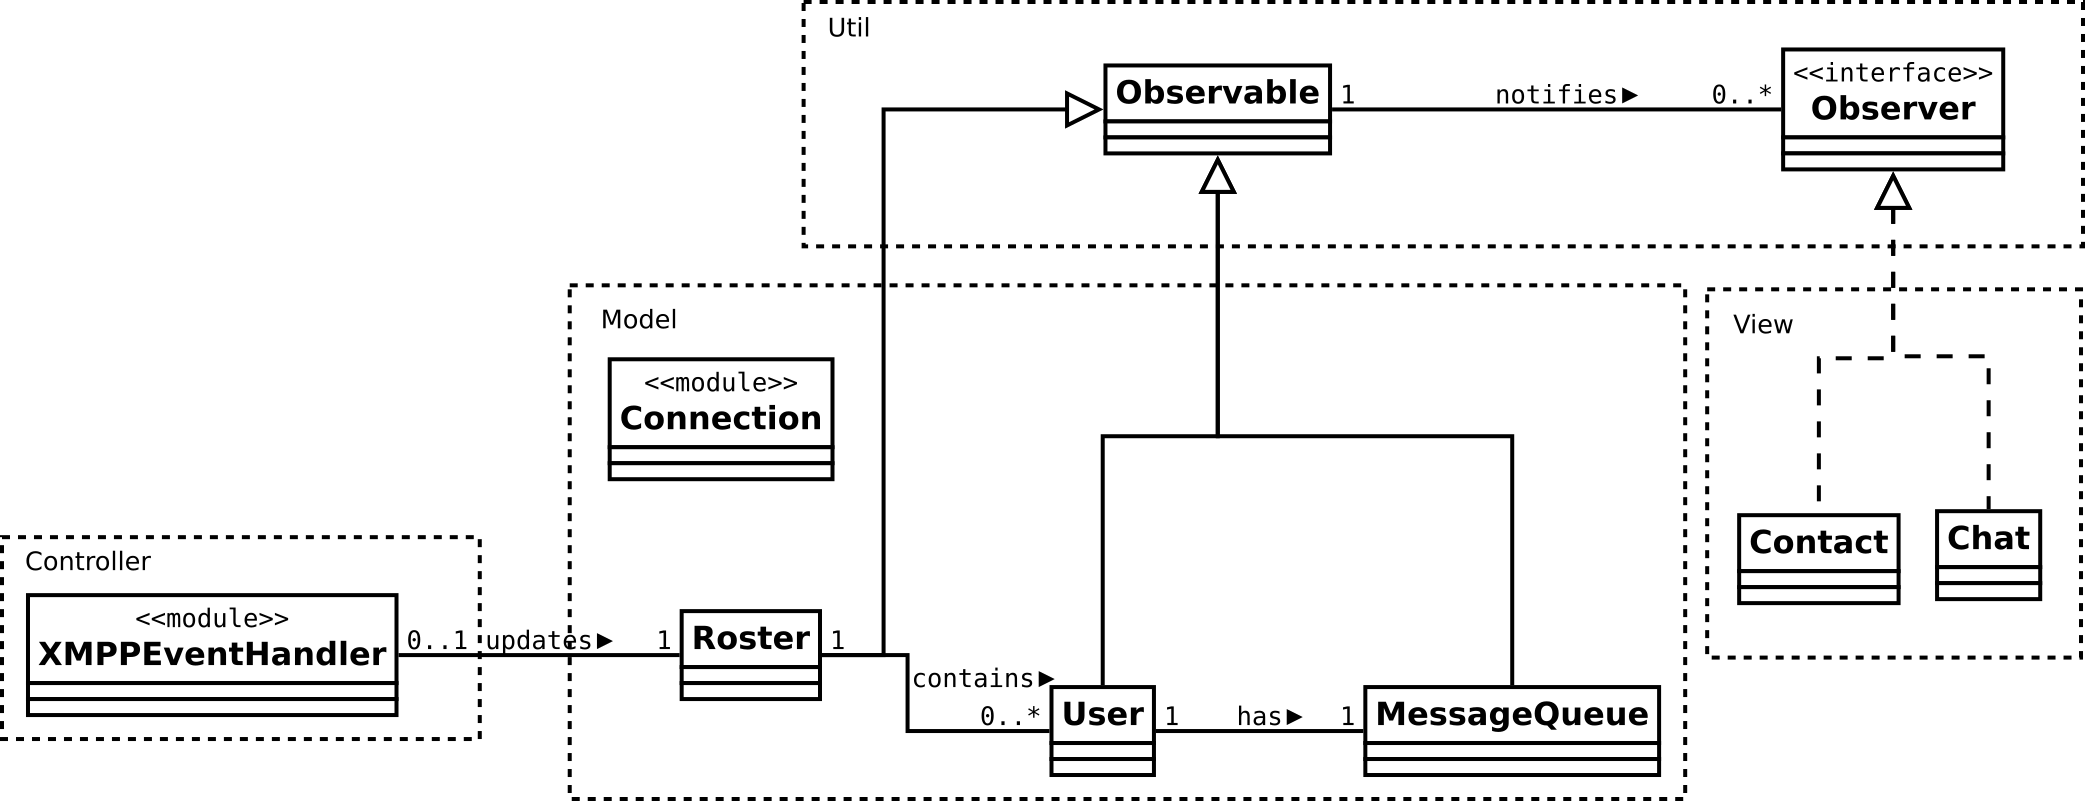 Util
Observable
1
notifies▶
0..*
<<interface>>
Observer
Model
<<module>>
Connection
View
Contact
Chat
Controller
<<module>>
XMPPEventHandler
0..1
updates▶
1
Roster
1
contains▶
0..*
User
1
has▶
1
MessageQueue